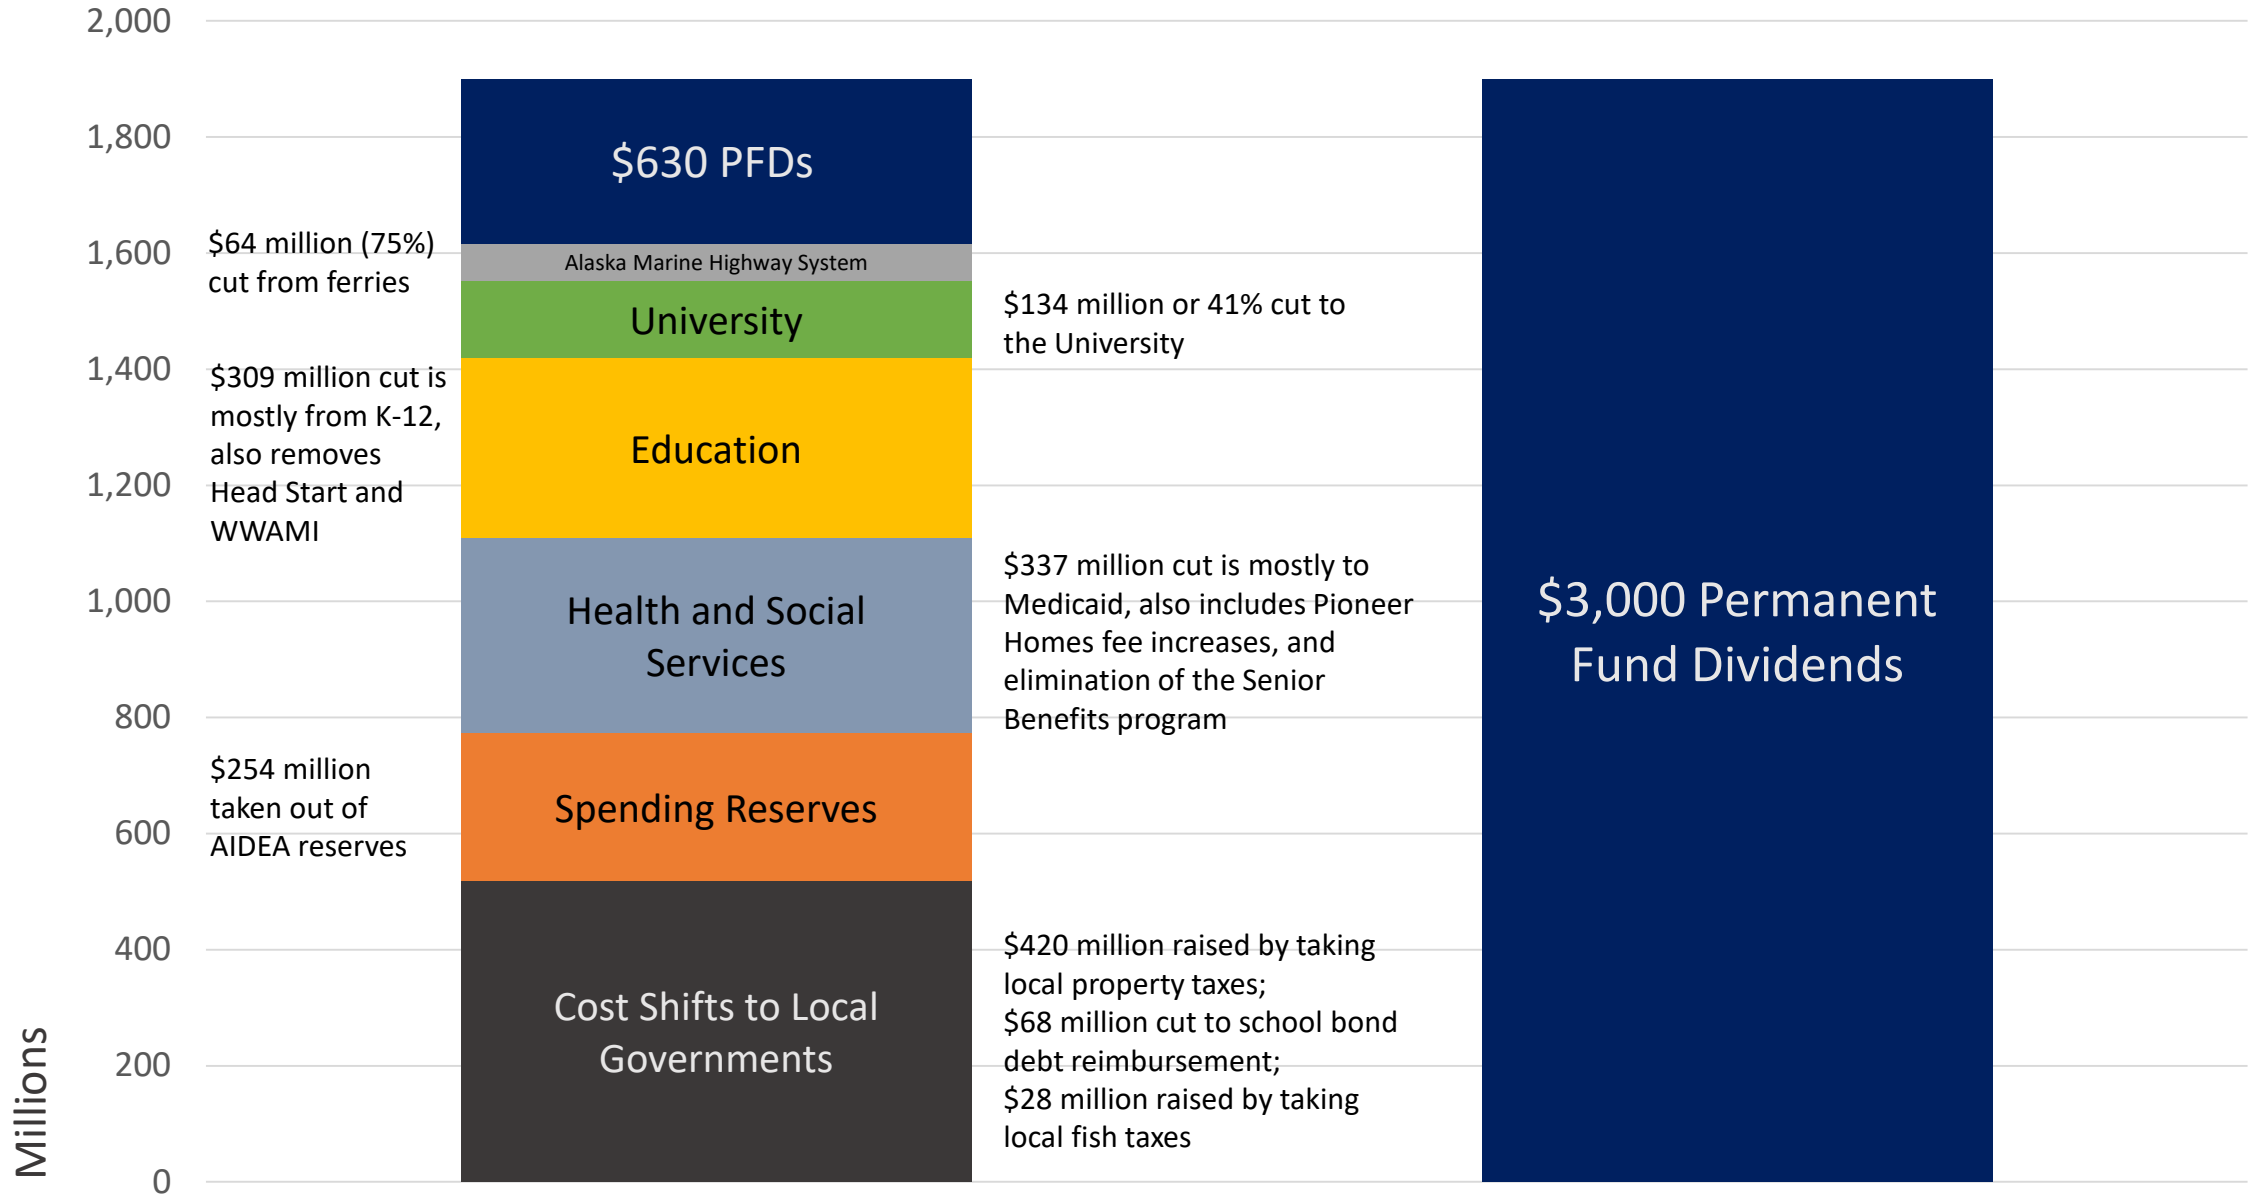 2,000
1,800
1,600
1,400
1,200
1,000
800
600
400
200
0
Millions
$630 PFDs
Alaska Marine Highway System
University
Education
Health and Social
Services
Spending Reserves
Cost Shifts to Local
Governments
$64 million (75%)
cut from ferries
$309 million cut is
mostly from K-12,
also removes
Head Start and
WWAMI
$254 million
taken out of
AIDEA reserves
$134 million or 41% cut to
the University
$337 million cut is mostly to
Medicaid, also includes Pioneer
Homes fee increases, and
elimination of the Senior
Benefits program
$420 million raised by taking
local property taxes;
$68 million cut to school bond
debt reimbursement;
$28 million raised by taking
local fish taxes
$3,000 Permanent
Fund Dividends